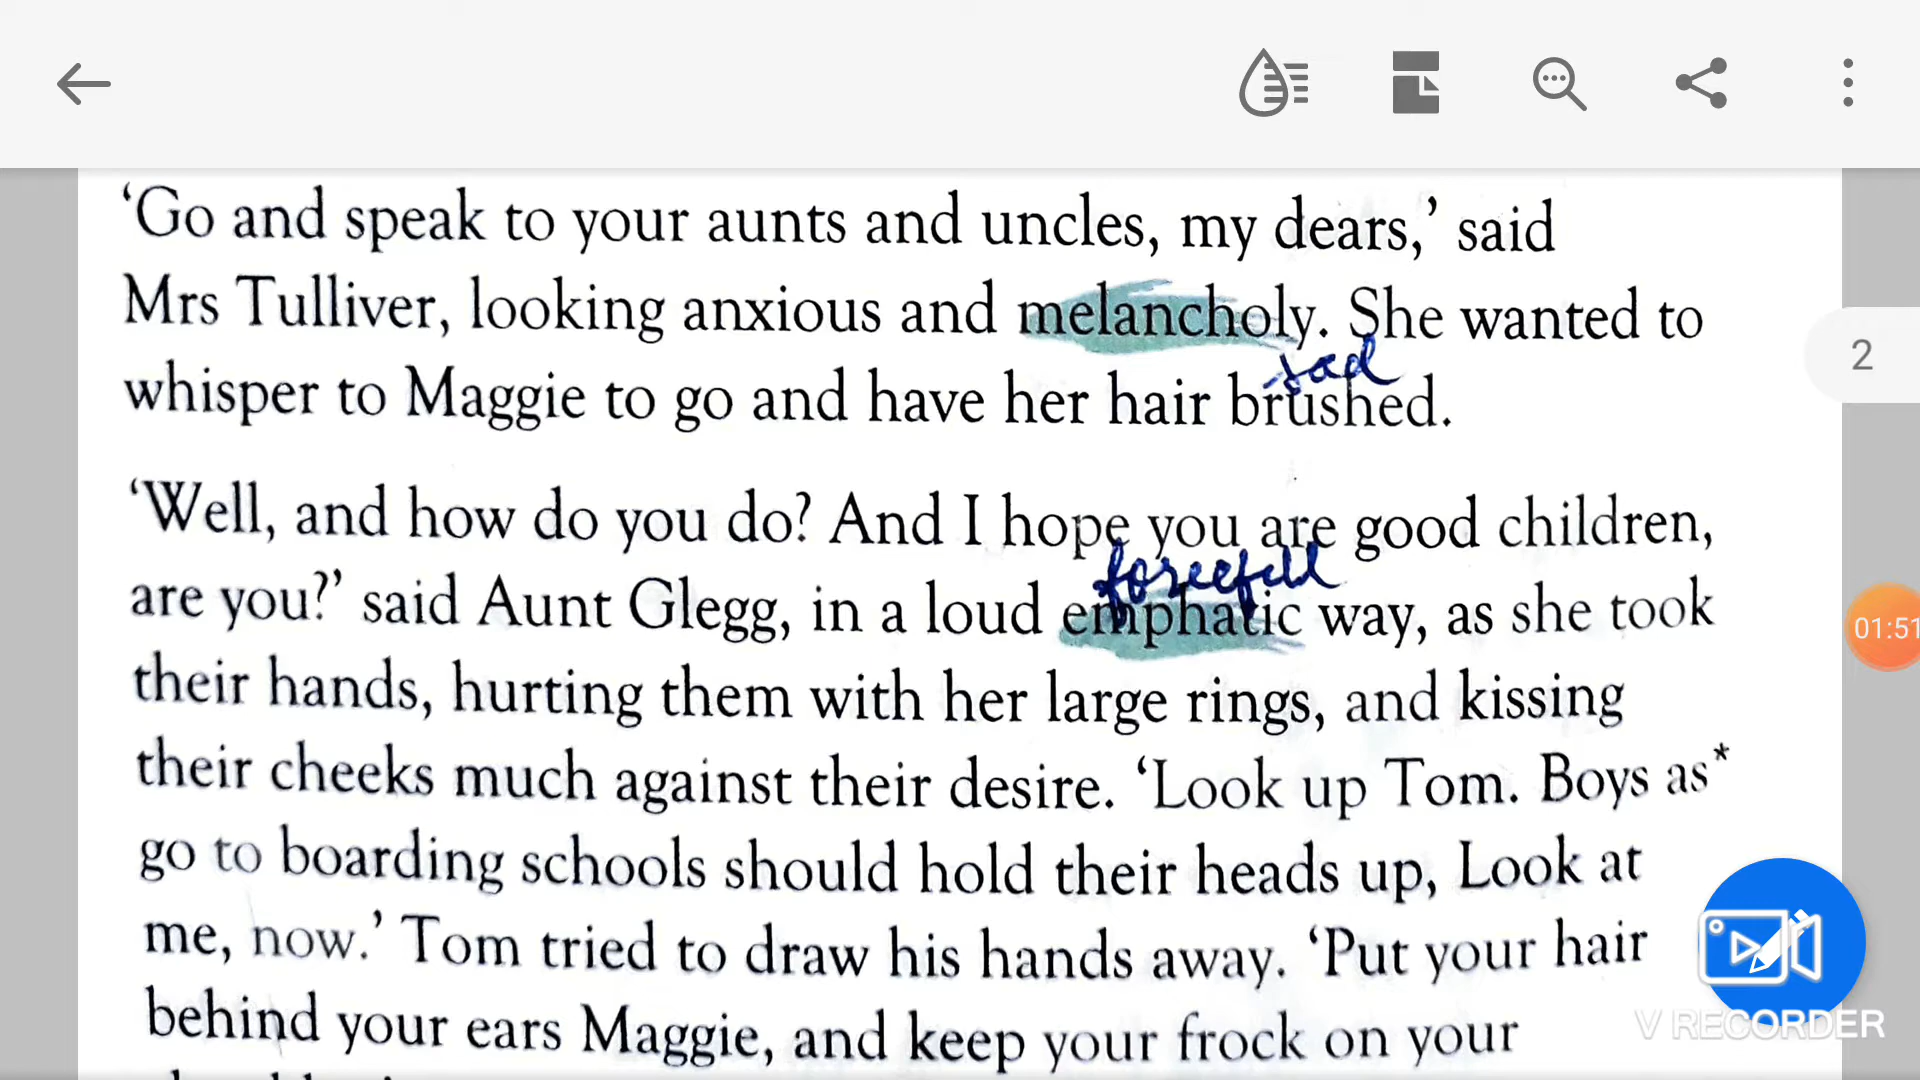 ‘Go and speak to your aunts and uncles, my dears,’ said
Mrs Tulliver, looking anxious and melancholy. She wanted to
sad
whisper to Maggie to go and have her hair brushed.
2
‘Well, and how do you do? And I hope you are good children,
forcefull
are you?’ said Aunt Glegg, in a loud emphatic way, as she took
01:51
their hands, hurting them with her large rings, and kissing
their cheeks much against their desire. ‘Look up Tom. Boys as*
go to boarding schools should hold their heads up, Look at
me, now.’ Tom tried to draw his hands away. ‘Put your hair
behind your ears Maggie, and keep your frock on your
V RECORDER